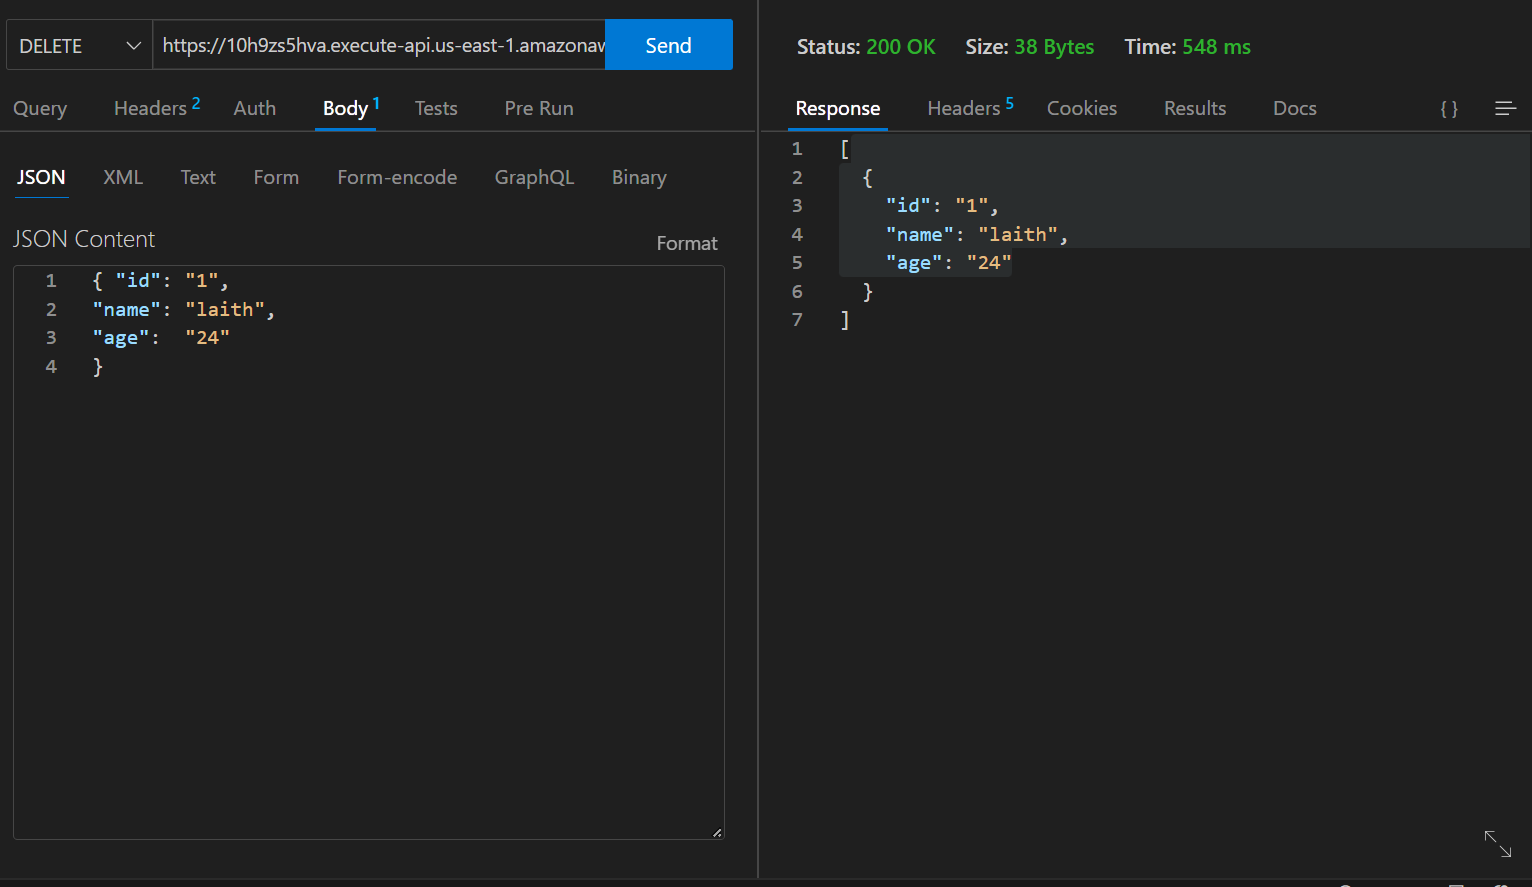 DELETE https://10h9zs5hva.execute-api.us-east-1.amazonaw Send
Query Headers 2 Auth Body 1 Tests Pre Run
JSON XML Text Form Form-encode GraphQL Binary
JSON Content Format
1 { "id": "1",
2 "name": "laith",
3 "age":  "24"
4 }
Status: 200 OK Size: 38 Bytes Time: 548 ms
Response Headers 5 Cookies Results Docs { }
1 [
2 {
3 "id": "1",
4 "name": "laith",
5 "age": "24"
6 }
7 ]